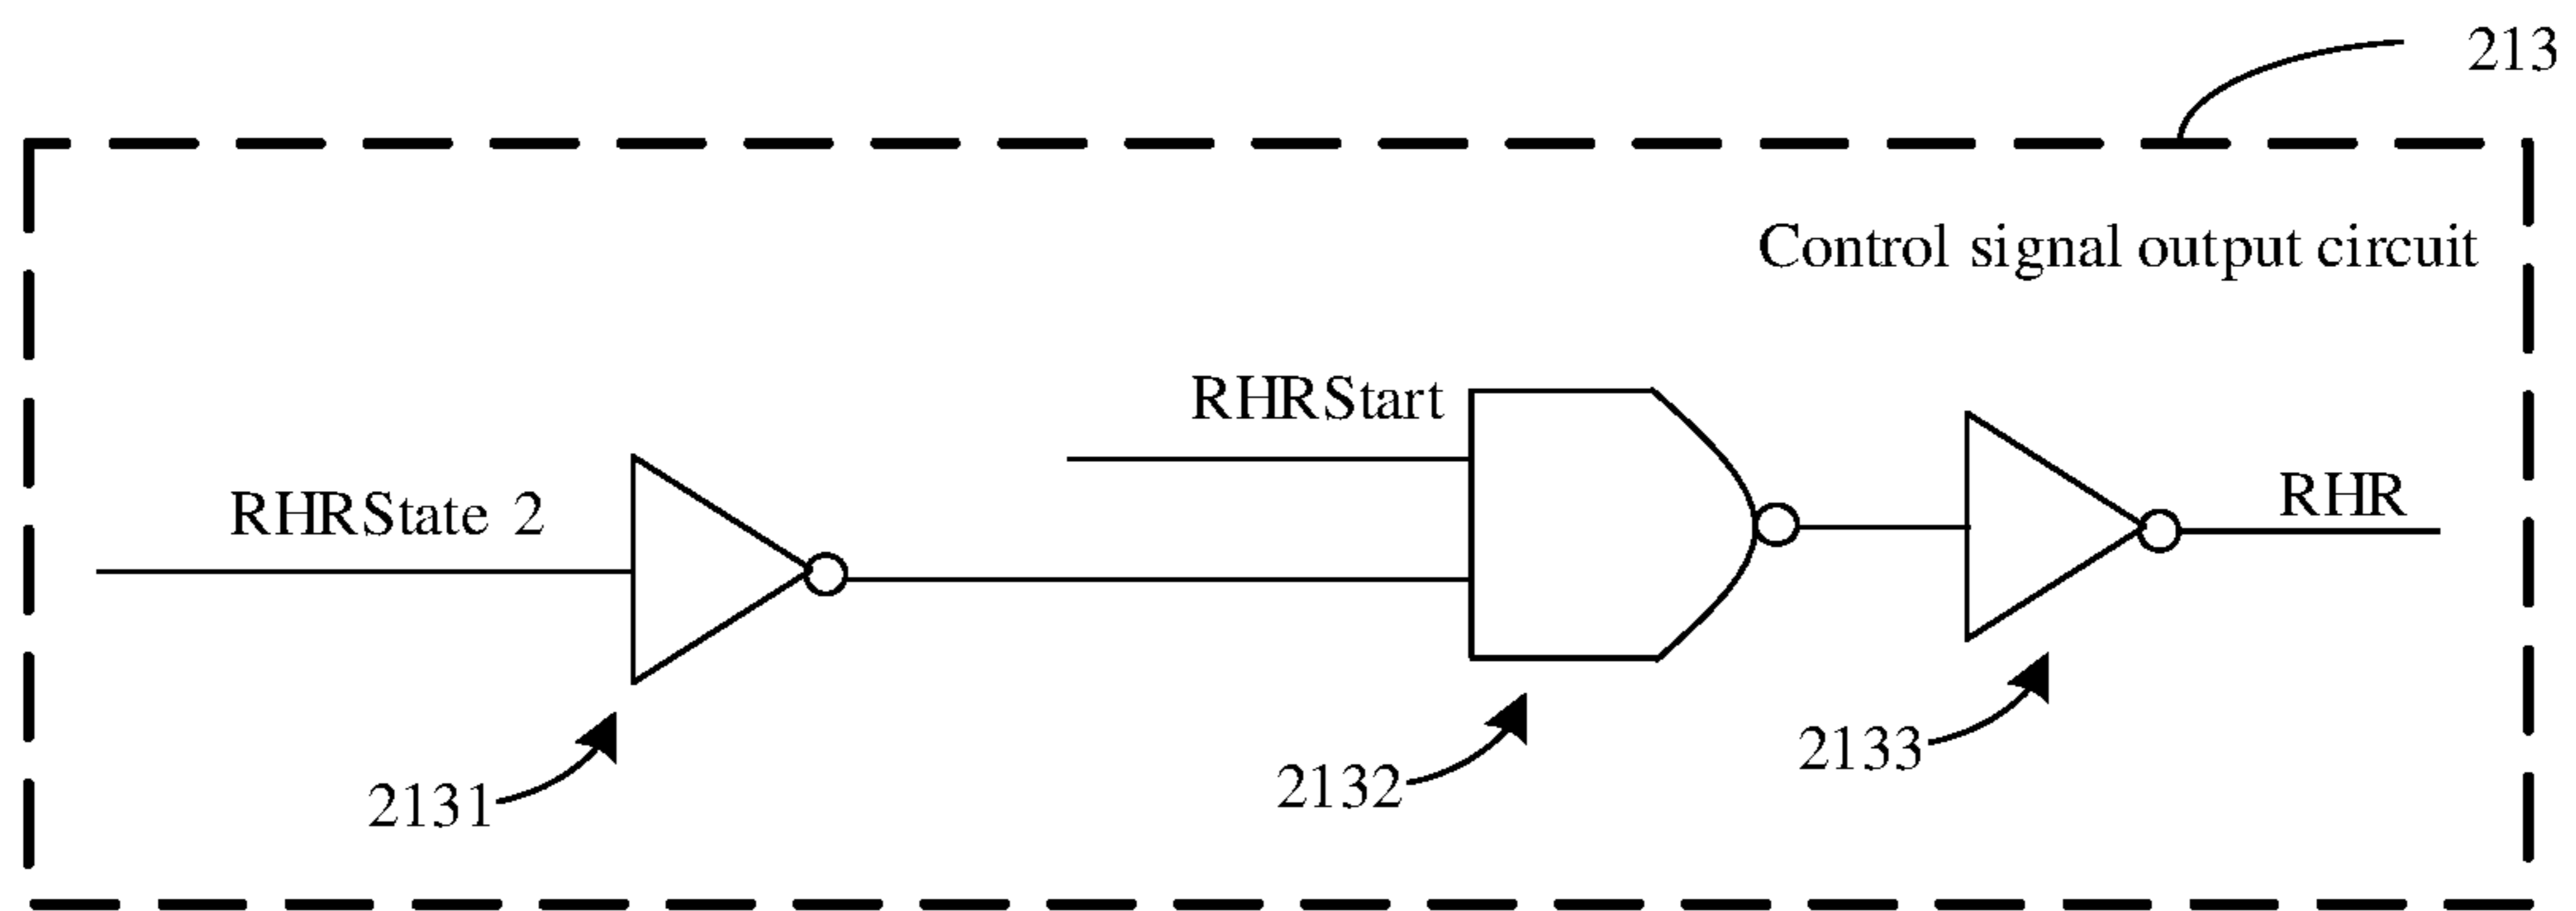 213
Control signal output circuit
RHRStart
RHRState 2
RHR
2131
2132
2133